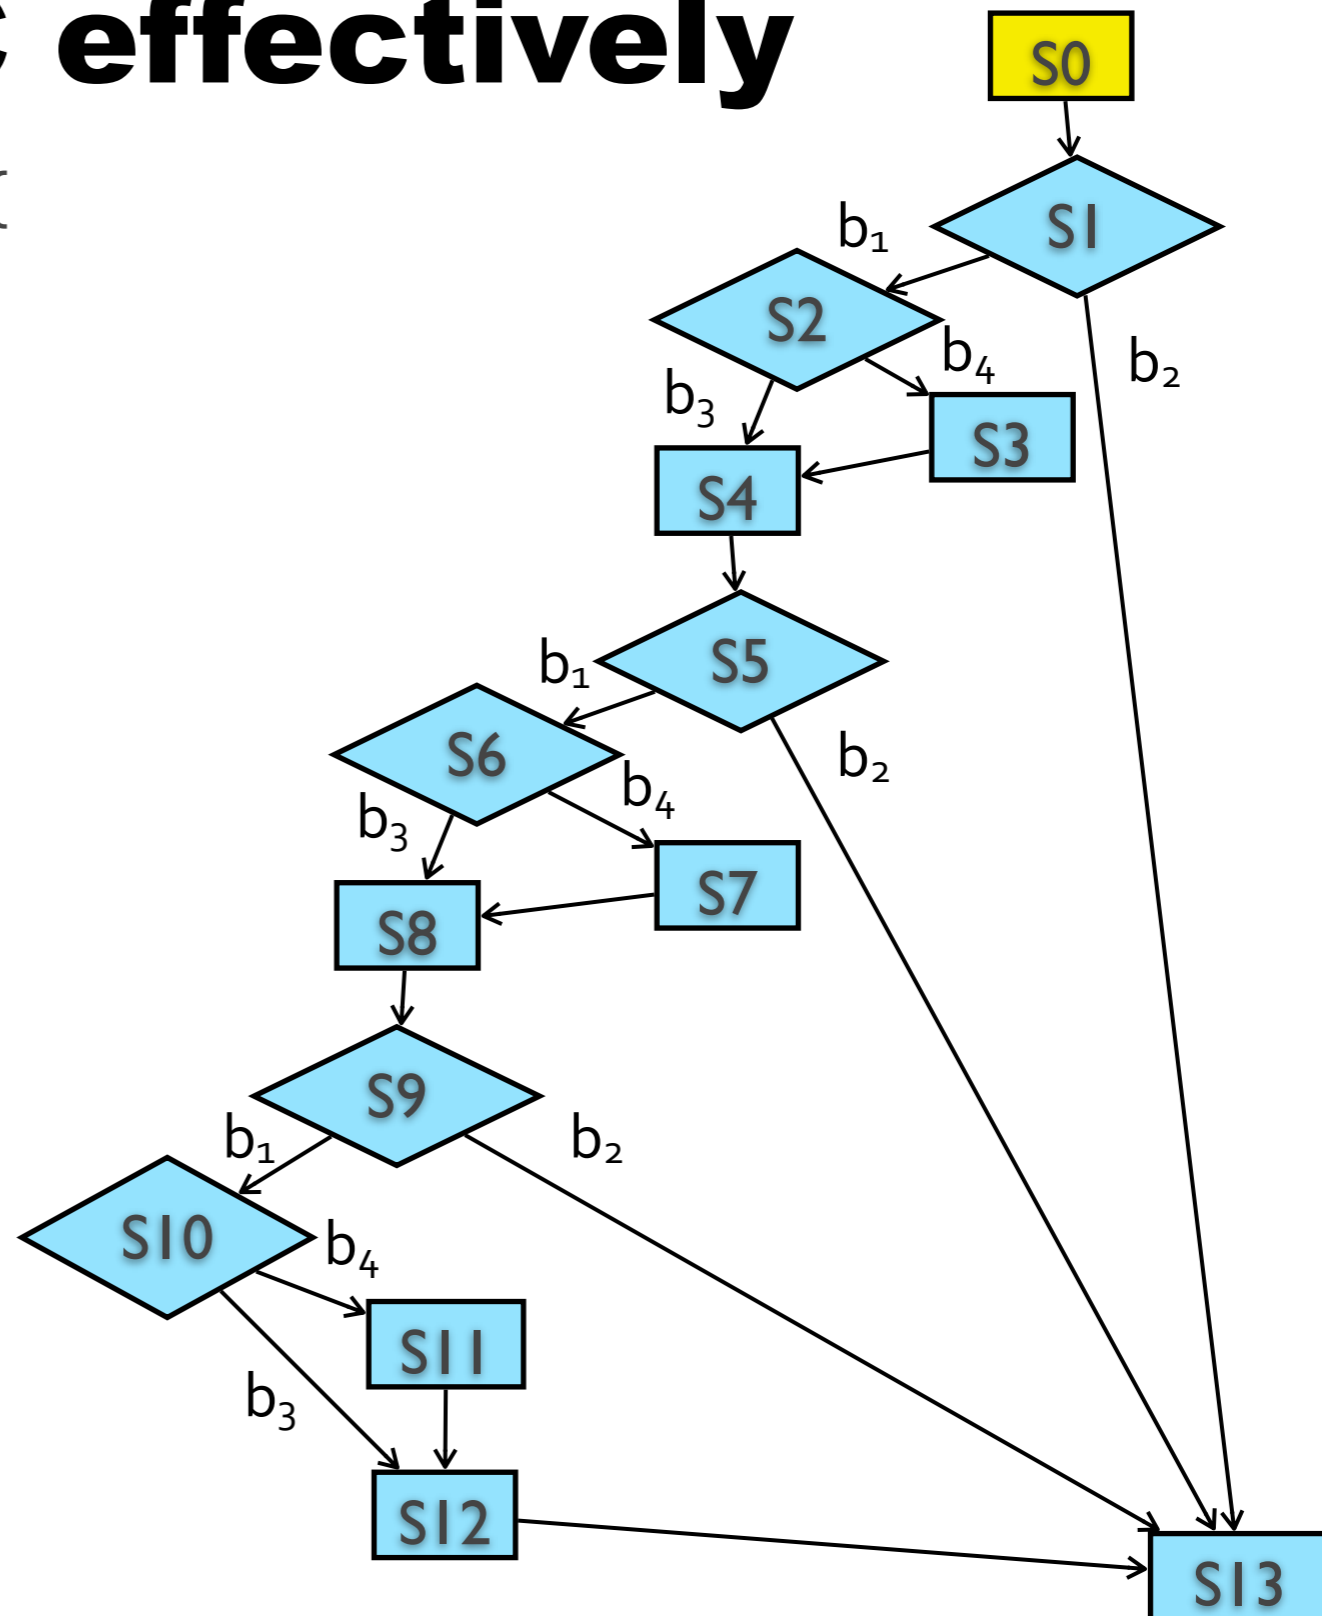 effectively
S0
S1
b₁
S2
b₄
b₂
b₃
S3
S4
S5
b₁
b₂
S6
b₄
b₃
S7
S8
S9
b₁
b₂
S10
b₄
S11
b₃
S12
S13